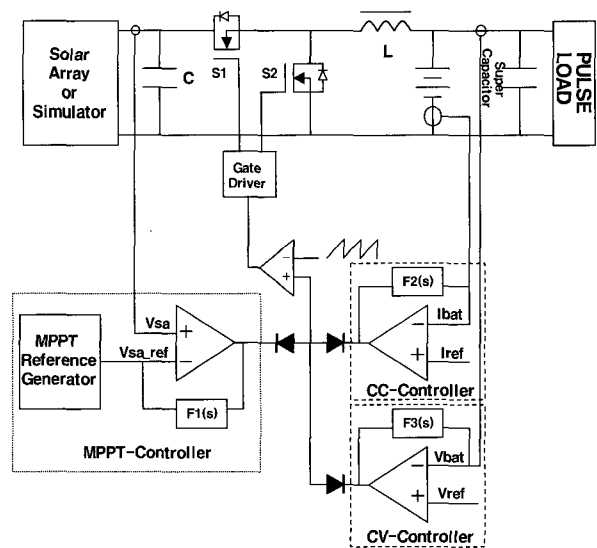 Solar
Array
or
Simulator
C
S1
S2
L
Super
Capacitor
PULSE
LOAD
Gate
Driver
−
+
F2(s)
Ibat
−
+
Iref
CC-Controller
MPPT
Reference
Generator
Vsa
+
Vsa_ref
−
F1(s)
MPPT-Controller
F3(s)
Vbat
−
+
Vref
CV-Controller